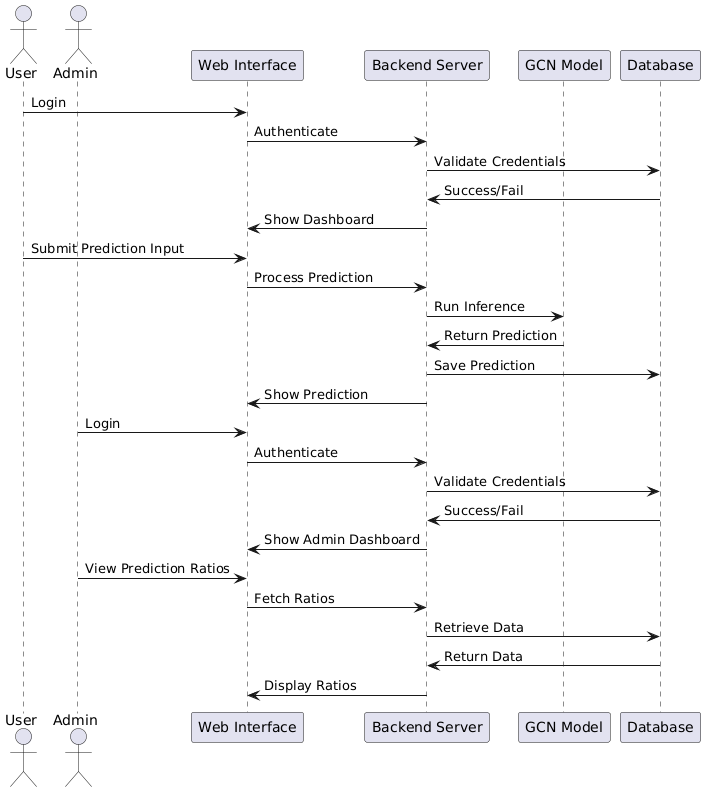 User
Admin
Web Interface
Backend Server
GCN Model
Database
Login
Authenticate
Validate Credentials
Success/Fail
Show Dashboard
Submit Prediction Input
Process Prediction
Run Inference
Return Prediction
Save Prediction
Show Prediction
Login
Authenticate
Validate Credentials
Success/Fail
Show Admin Dashboard
View Prediction Ratios
Fetch Ratios
Retrieve Data
Return Data
Display Ratios
User
Admin
Web Interface
Backend Server
GCN Model
Database